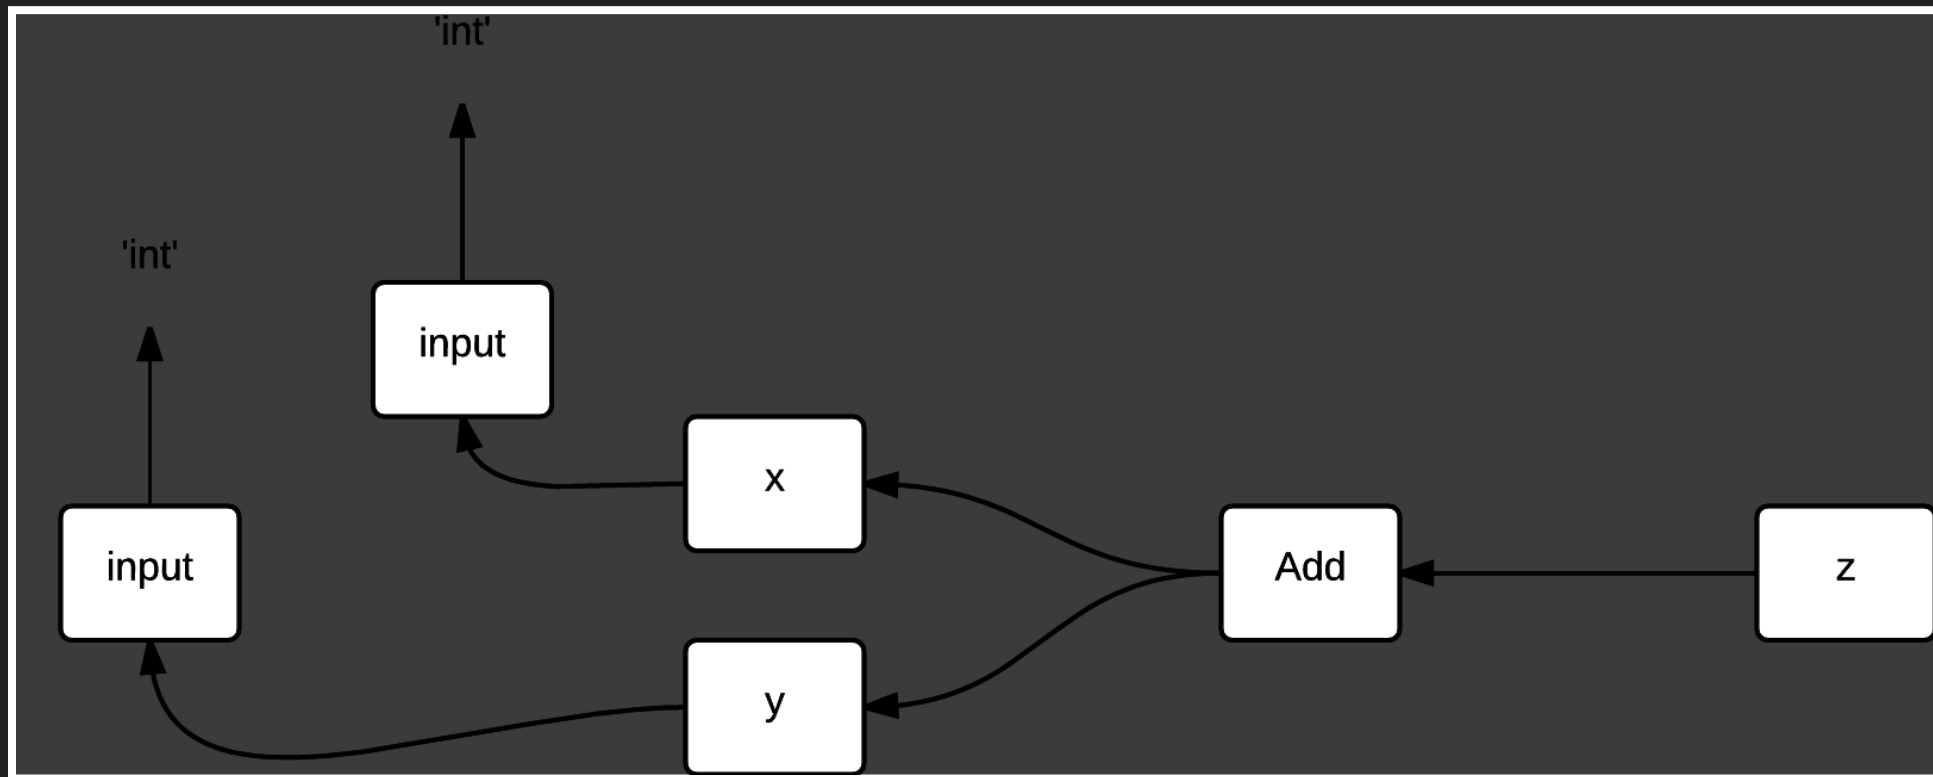 'int'
'int'
input
x
input
Add
z
y